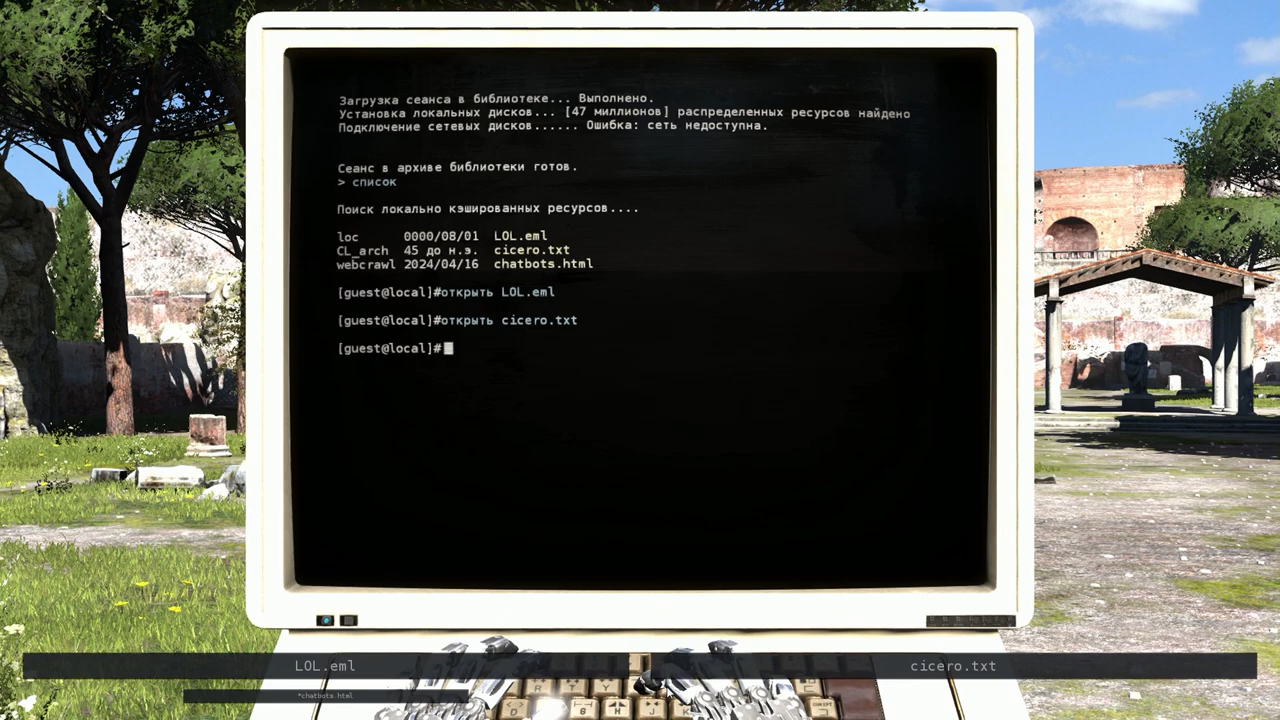 Загрузка сеанса в библиотеке... Выполнено.
Установка локальных дисков... [47 миллионов] распределенных ресурсов найдено
Подключение сетевых дисков...... Ошибка: сеть недоступна.
Сеанс в архиве библиотеки готов.
> список
Поиск локально кэшированных ресурсов....
loc 0000/08/01 LOL.eml
CL_arch 45 до н.э. cicero.txt
webcrawl 2024/04/16 chatbots.html
[guest@local]#открыть LOL.eml
[guest@local]#открыть cicero.txt
[guest@local]#
LOL.eml cicero.txt
*chatbots.html
R Y Y
D G H J K